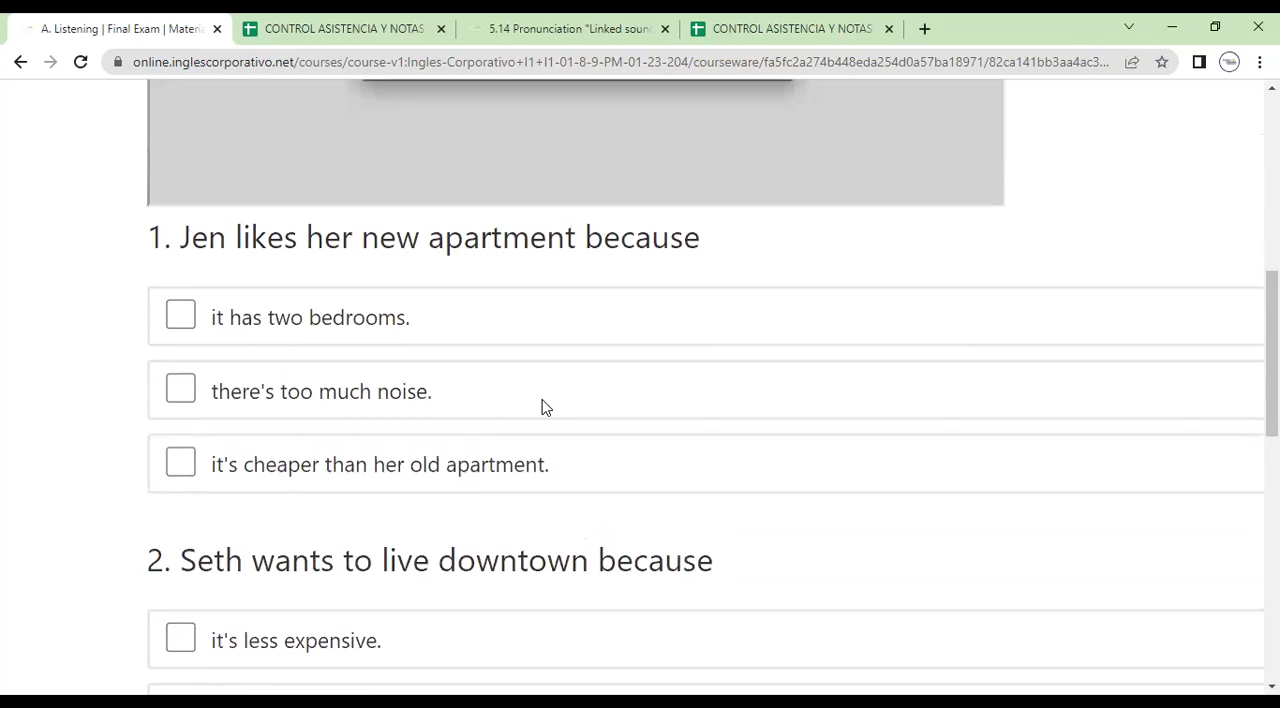 A. Listening | Final Exam | Materia
CONTROL ASISTENCIA Y NOTAS
5.14 Pronunciation "Linked soun
CONTROL ASISTENCIA Y NOTAS
online.inglescorporativo.net/courses/course-v1:Ingles-Corporativo+I1+I1-01-8-9-PM-01-23-204/courseware/fa5fc2a274b448eda254d0a57ba18971/82ca141bb3aa4ac3...
1. Jen likes her new apartment because
it has two bedrooms.
there's too much noise.
it's cheaper than her old apartment.
2. Seth wants to live downtown because
it's less expensive.